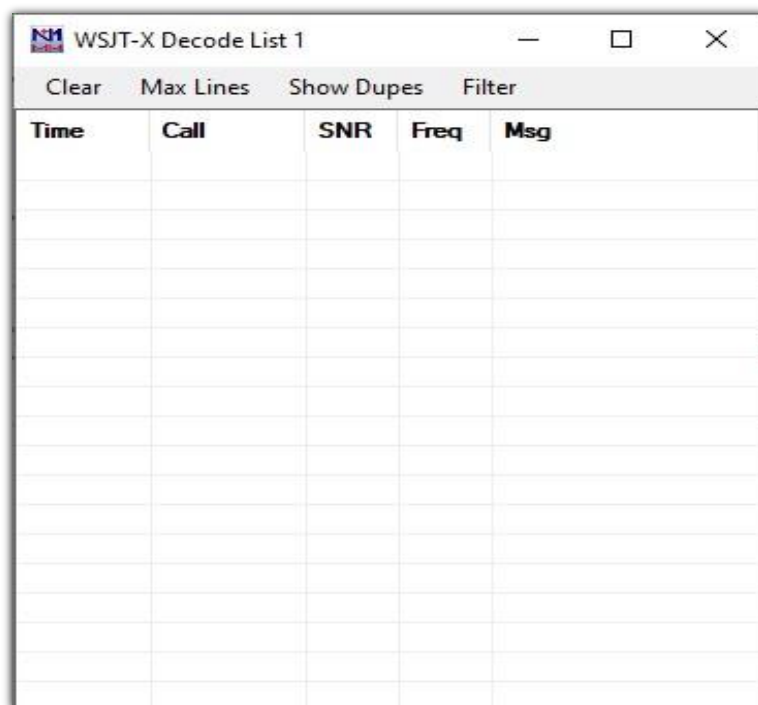 WSJT-X Decode List 1
Clear Max Lines Show Dupes Filter
Time Call SNR Freq Msg